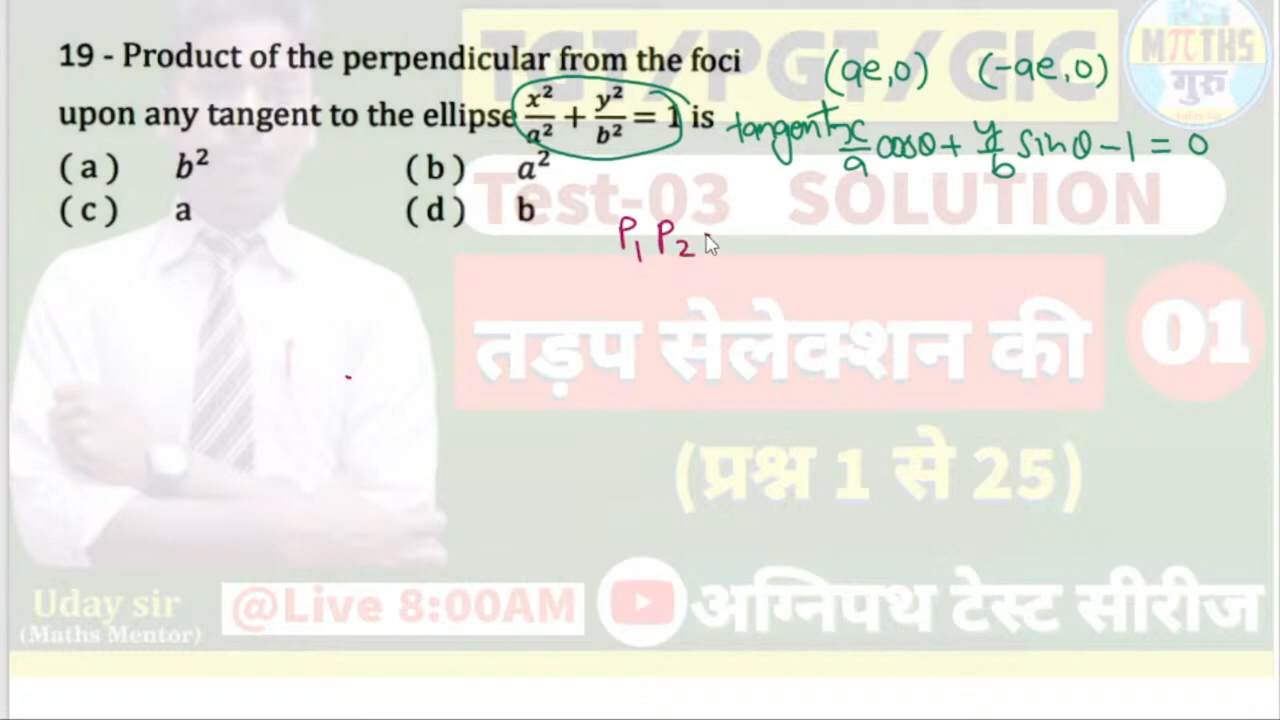 19 - Product of the perpendicular from the foci
upon any tangent to the ellipse x²/a² + y²/b² = 1 is
(a) b² (b) a²
(c) a (d) b
(ae,0) (-ae,0)
tangent x/a cosθ + y/b sinθ - 1 = 0
P₁ P₂
TGT/PGT/GIC
MπTHS
गुरु
Test-03 SOLUTION
तड़प सेलेक्शन की 01
(प्रश्न 1 से 25)
Uday sir
(Maths Mentor)
@Live 8:00AM
अग्निपथ टेस्ट सीरीज